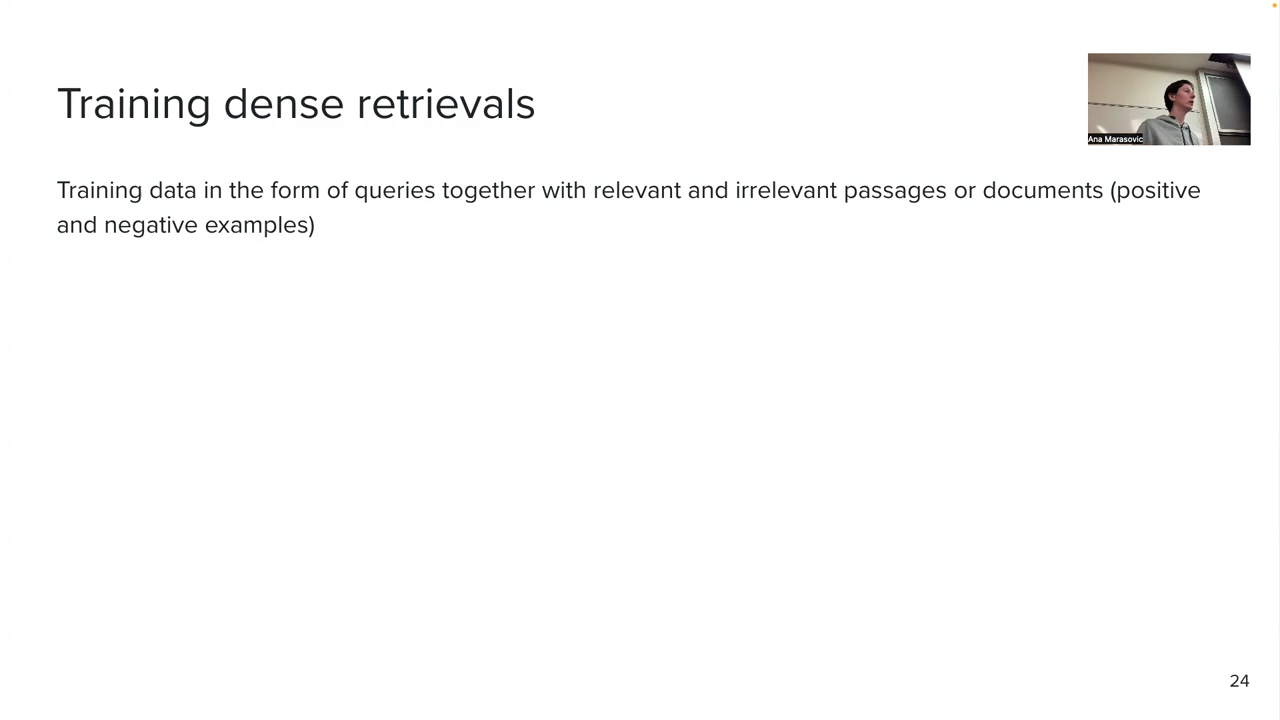 Training dense retrievals
Ana Marasovic
Training data in the form of queries together with relevant and irrelevant passages or documents (positive
and negative examples)
24